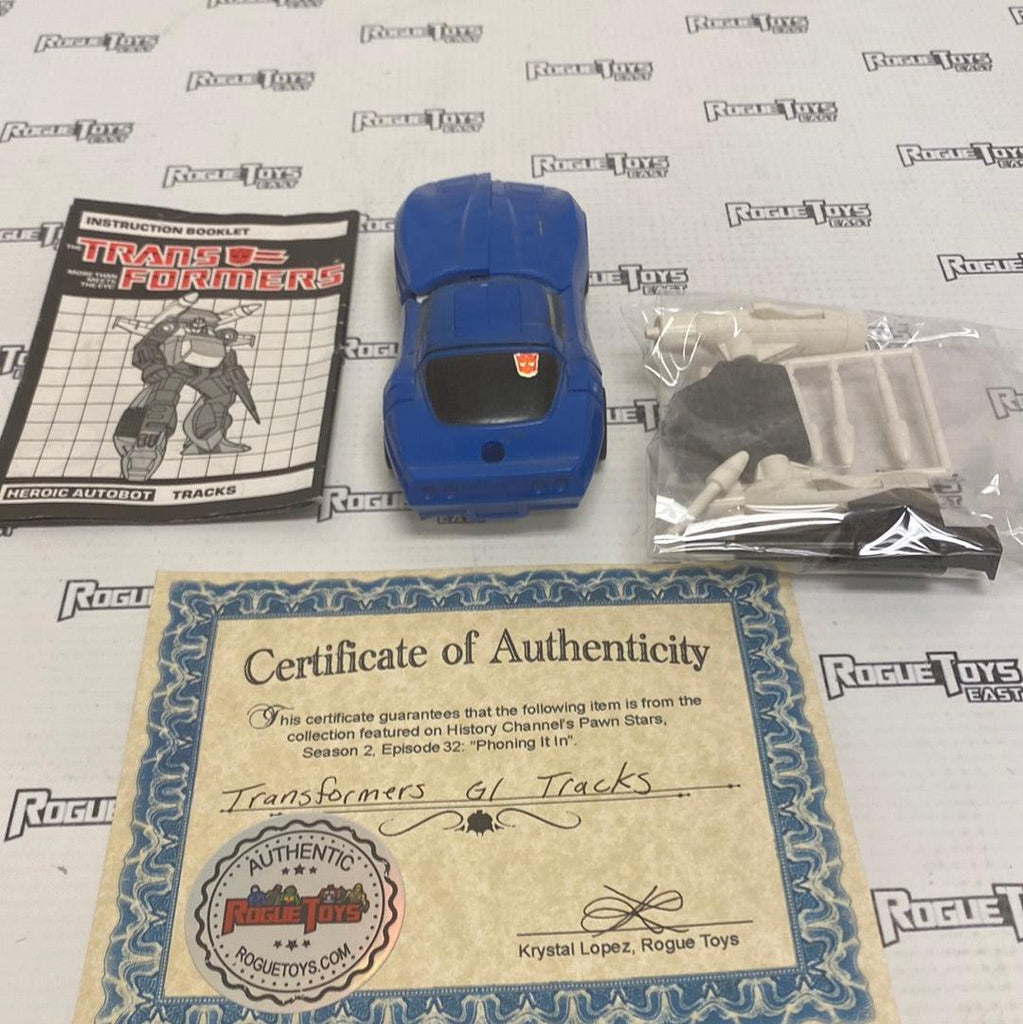 ROGUE TOYS EAST
INSTRUCTION BOOKLET
THE TRANSFORMERS
MORE THAN
MEETS
THE EYE!
HEROIC AUTOBOT TRACKS
Certificate of Authenticity
This certificate guarantees that the following item is from the
collection featured on History Channel's Pawn Stars,
Season 2, Episode 32: "Phoning It In".
Transformers G1 Tracks
AUTHENTIC
ROGUE TOYS
ROGUETOYS.COM
Krystal Lopez, Rogue Toys